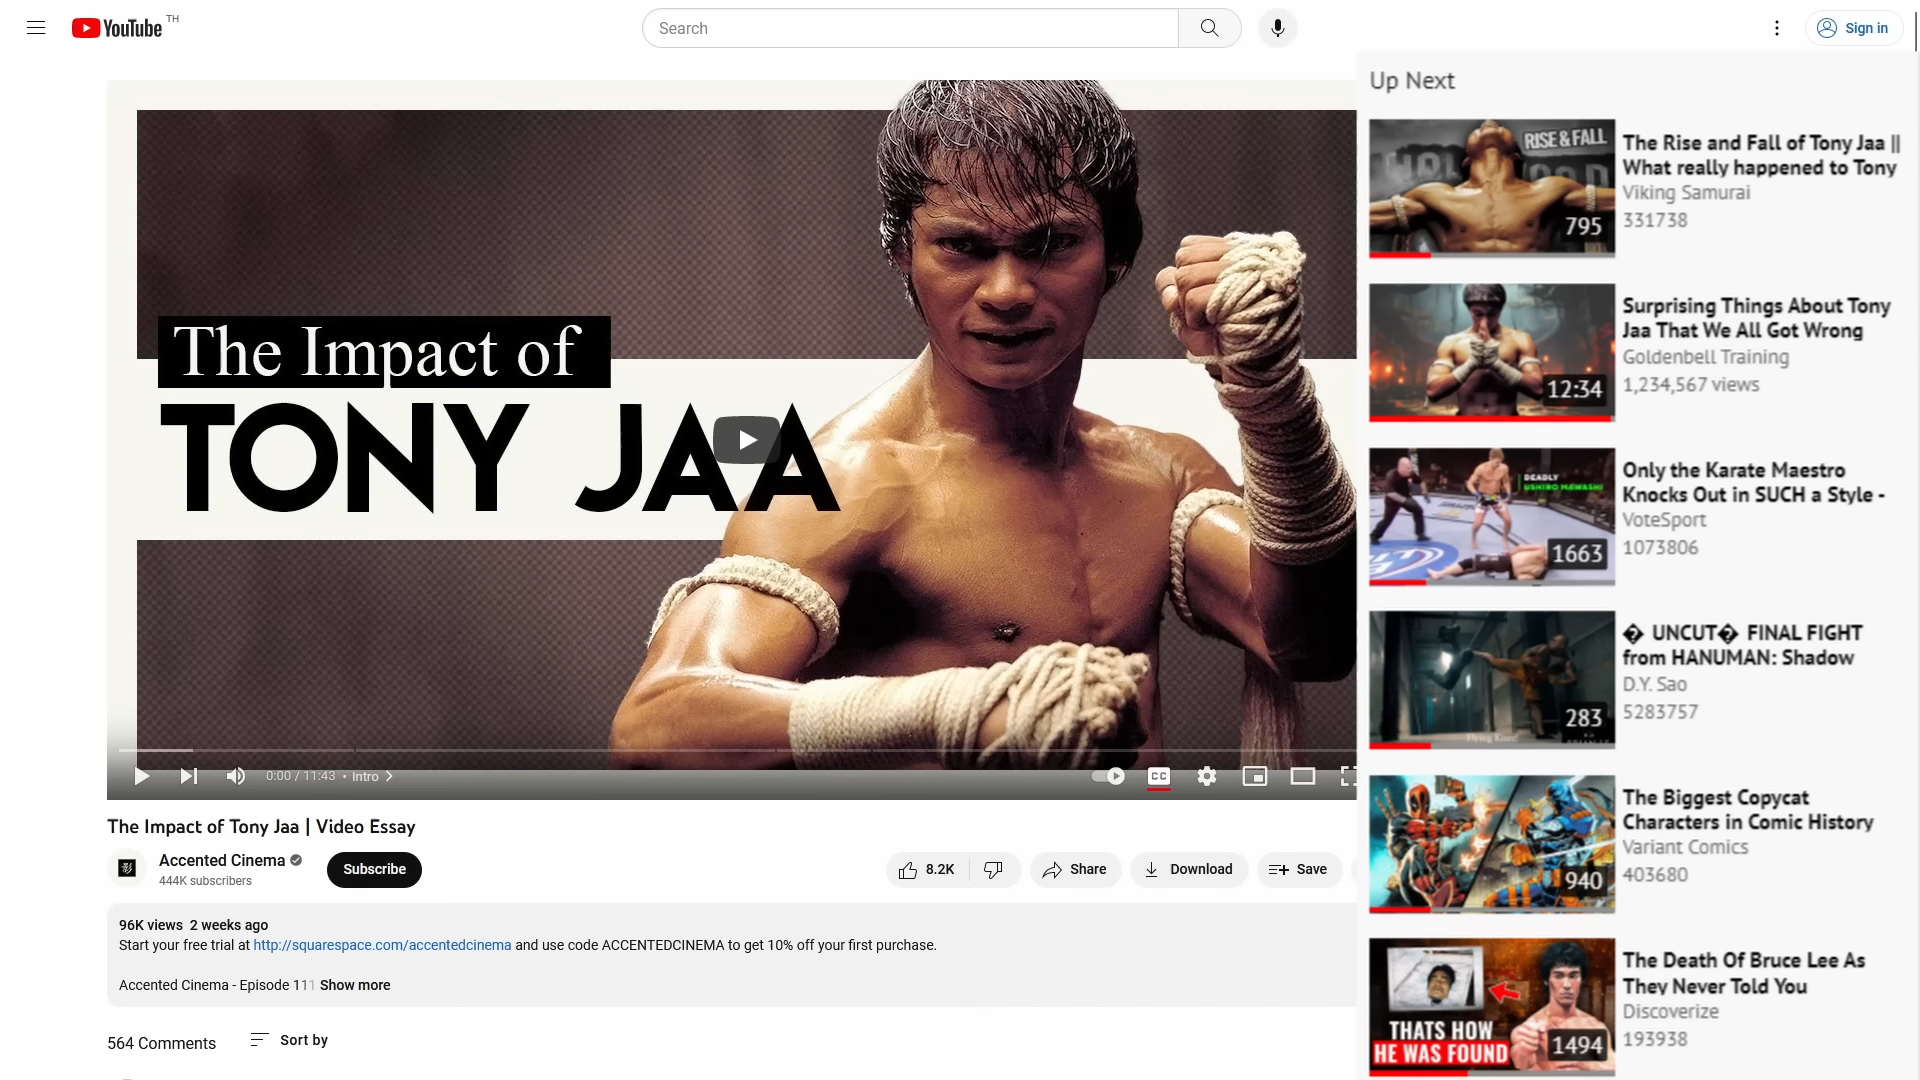 YouTube TH
Search
Sign in
The Impact of
TONY JAA
0:00 / 11:43 • Intro
CC
The Impact of Tony Jaa | Video Essay
Accented Cinema
444K subscribers
Subscribe
8.2K
Share
Download
Save
96K views 2 weeks ago
Start your free trial at http://squarespace.com/accentedcinema and use code ACCENTEDCINEMA to get 10% off your first purchase.
Accented Cinema - Episode 111 Show more
564 Comments
Sort by
Up Next
RISE & FALL
795
The Rise and Fall of Tony Jaa ||
What really happened to Tony
Viking Samurai
331738
12:34
Surprising Things About Tony
Jaa That We All Got Wrong
Goldenbell Training
1,234,567 views
DEADLY
USHIRO MAWASHI
1663
Only the Karate Maestro
Knocks Out in SUCH a Style -
VoteSport
1073806
283
� UNCUT� FINAL FIGHT
from HANUMAN: Shadow
D.Y. Sao
5283757
940
The Biggest Copycat
Characters in Comic History
Variant Comics
403680
THATS HOW
HE WAS FOUND
1494
The Death Of Bruce Lee As
They Never Told You
Discoverize
193938